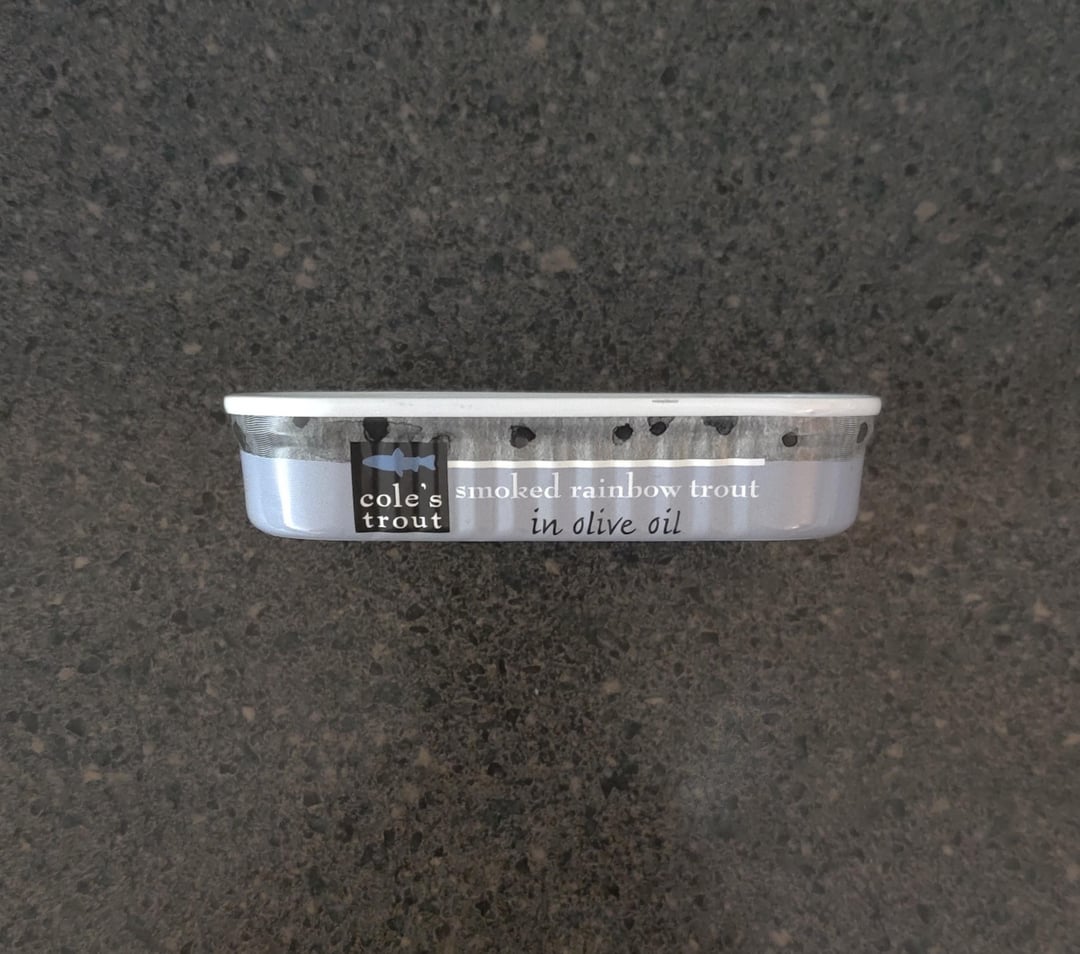 cole's
trout
smoked rainbow trout
in olive oil